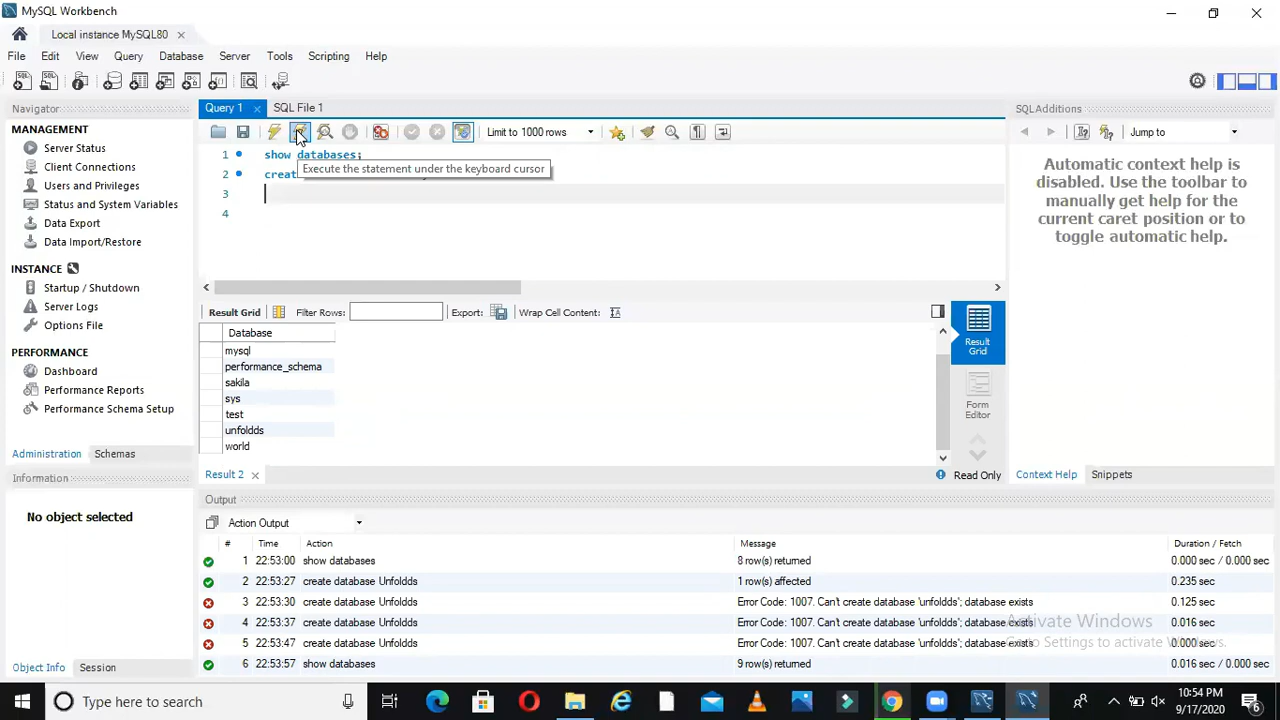 MySQL Workbench
Local instance MySQL80
File Edit View Query Database Server Tools Scripting Help
Navigator
MANAGEMENT
Server Status
Client Connections
Users and Privileges
Status and System Variables
Data Export
Data Import/Restore
INSTANCE
Startup / Shutdown
Server Logs
Options File
PERFORMANCE
Dashboard
Performance Reports
Performance Schema Setup
Administration Schemas
Information
No object selected
Object Info Session
Query 1 SQL File 1
Limit to 1000 rows
1 show databases;
Execute the statement under the keyboard cursor
2 creat
3
4
Result Grid Filter Rows: Export: Wrap Cell Content:
Database
mysql
performance_schema
sakila
sys
test
unfoldds
world
Result Grid
Form Editor
Result 2 Read Only
SQLAdditions
Jump to
Automatic context help is
disabled. Use the toolbar to
manually get help for the
current caret position or to
toggle automatic help.
Context Help Snippets
Output
Action Output
# Time Action Message Duration / Fetch
1 22:53:00 show databases 8 row(s) returned 0.000 sec / 0.000 sec
2 22:53:27 create database Unfoldds 1 row(s) affected 0.235 sec
3 22:53:30 create database Unfoldds Error Code: 1007. Can't create database 'unfoldds'; database exists 0.125 sec
4 22:53:37 create database Unfoldds Error Code: 1007. Can't create database 'unfoldds'; database exists 0.016 sec
5 22:53:47 create database Unfoldds Error Code: 1007. Can't create database 'unfoldds'; database exists 0.000 sec
6 22:53:57 show databases 9 row(s) returned 0.016 sec / 0.000 sec
Activate Windows
Go to Settings to activate Windows.
Type here to search
10:54 PM
9/17/2020
6